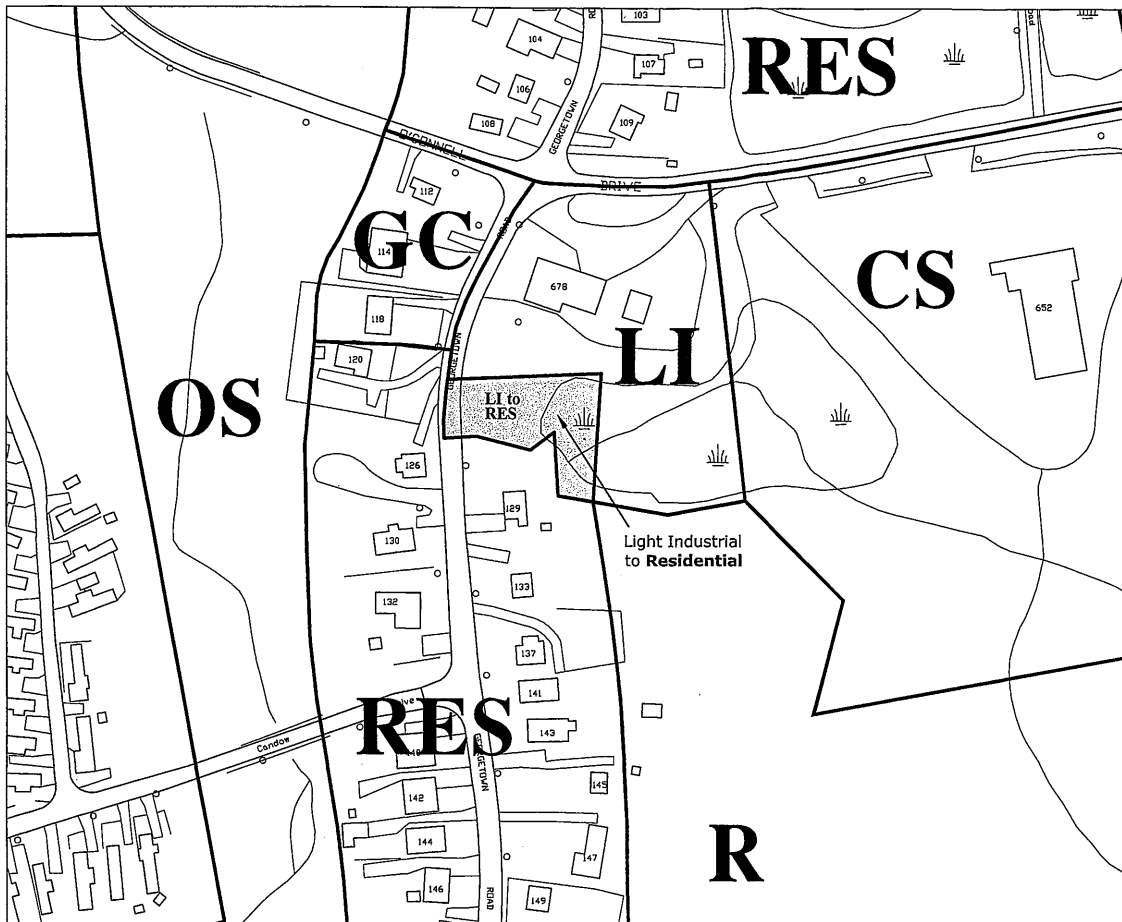 103
104
RES
107
106
GEORGETOWN
RD
108
109
O'CONNELL
DRIVE
112
ROAD
GC
114
CS
678
652
118
LI
GEORGETOWN
120
OS
LI to
RES
126
129
Light Industrial
to Residential
130
133
132
137
141
RES
143
Candow
GEORGETOWN
145
142
R
144
147
146
ROAD
149